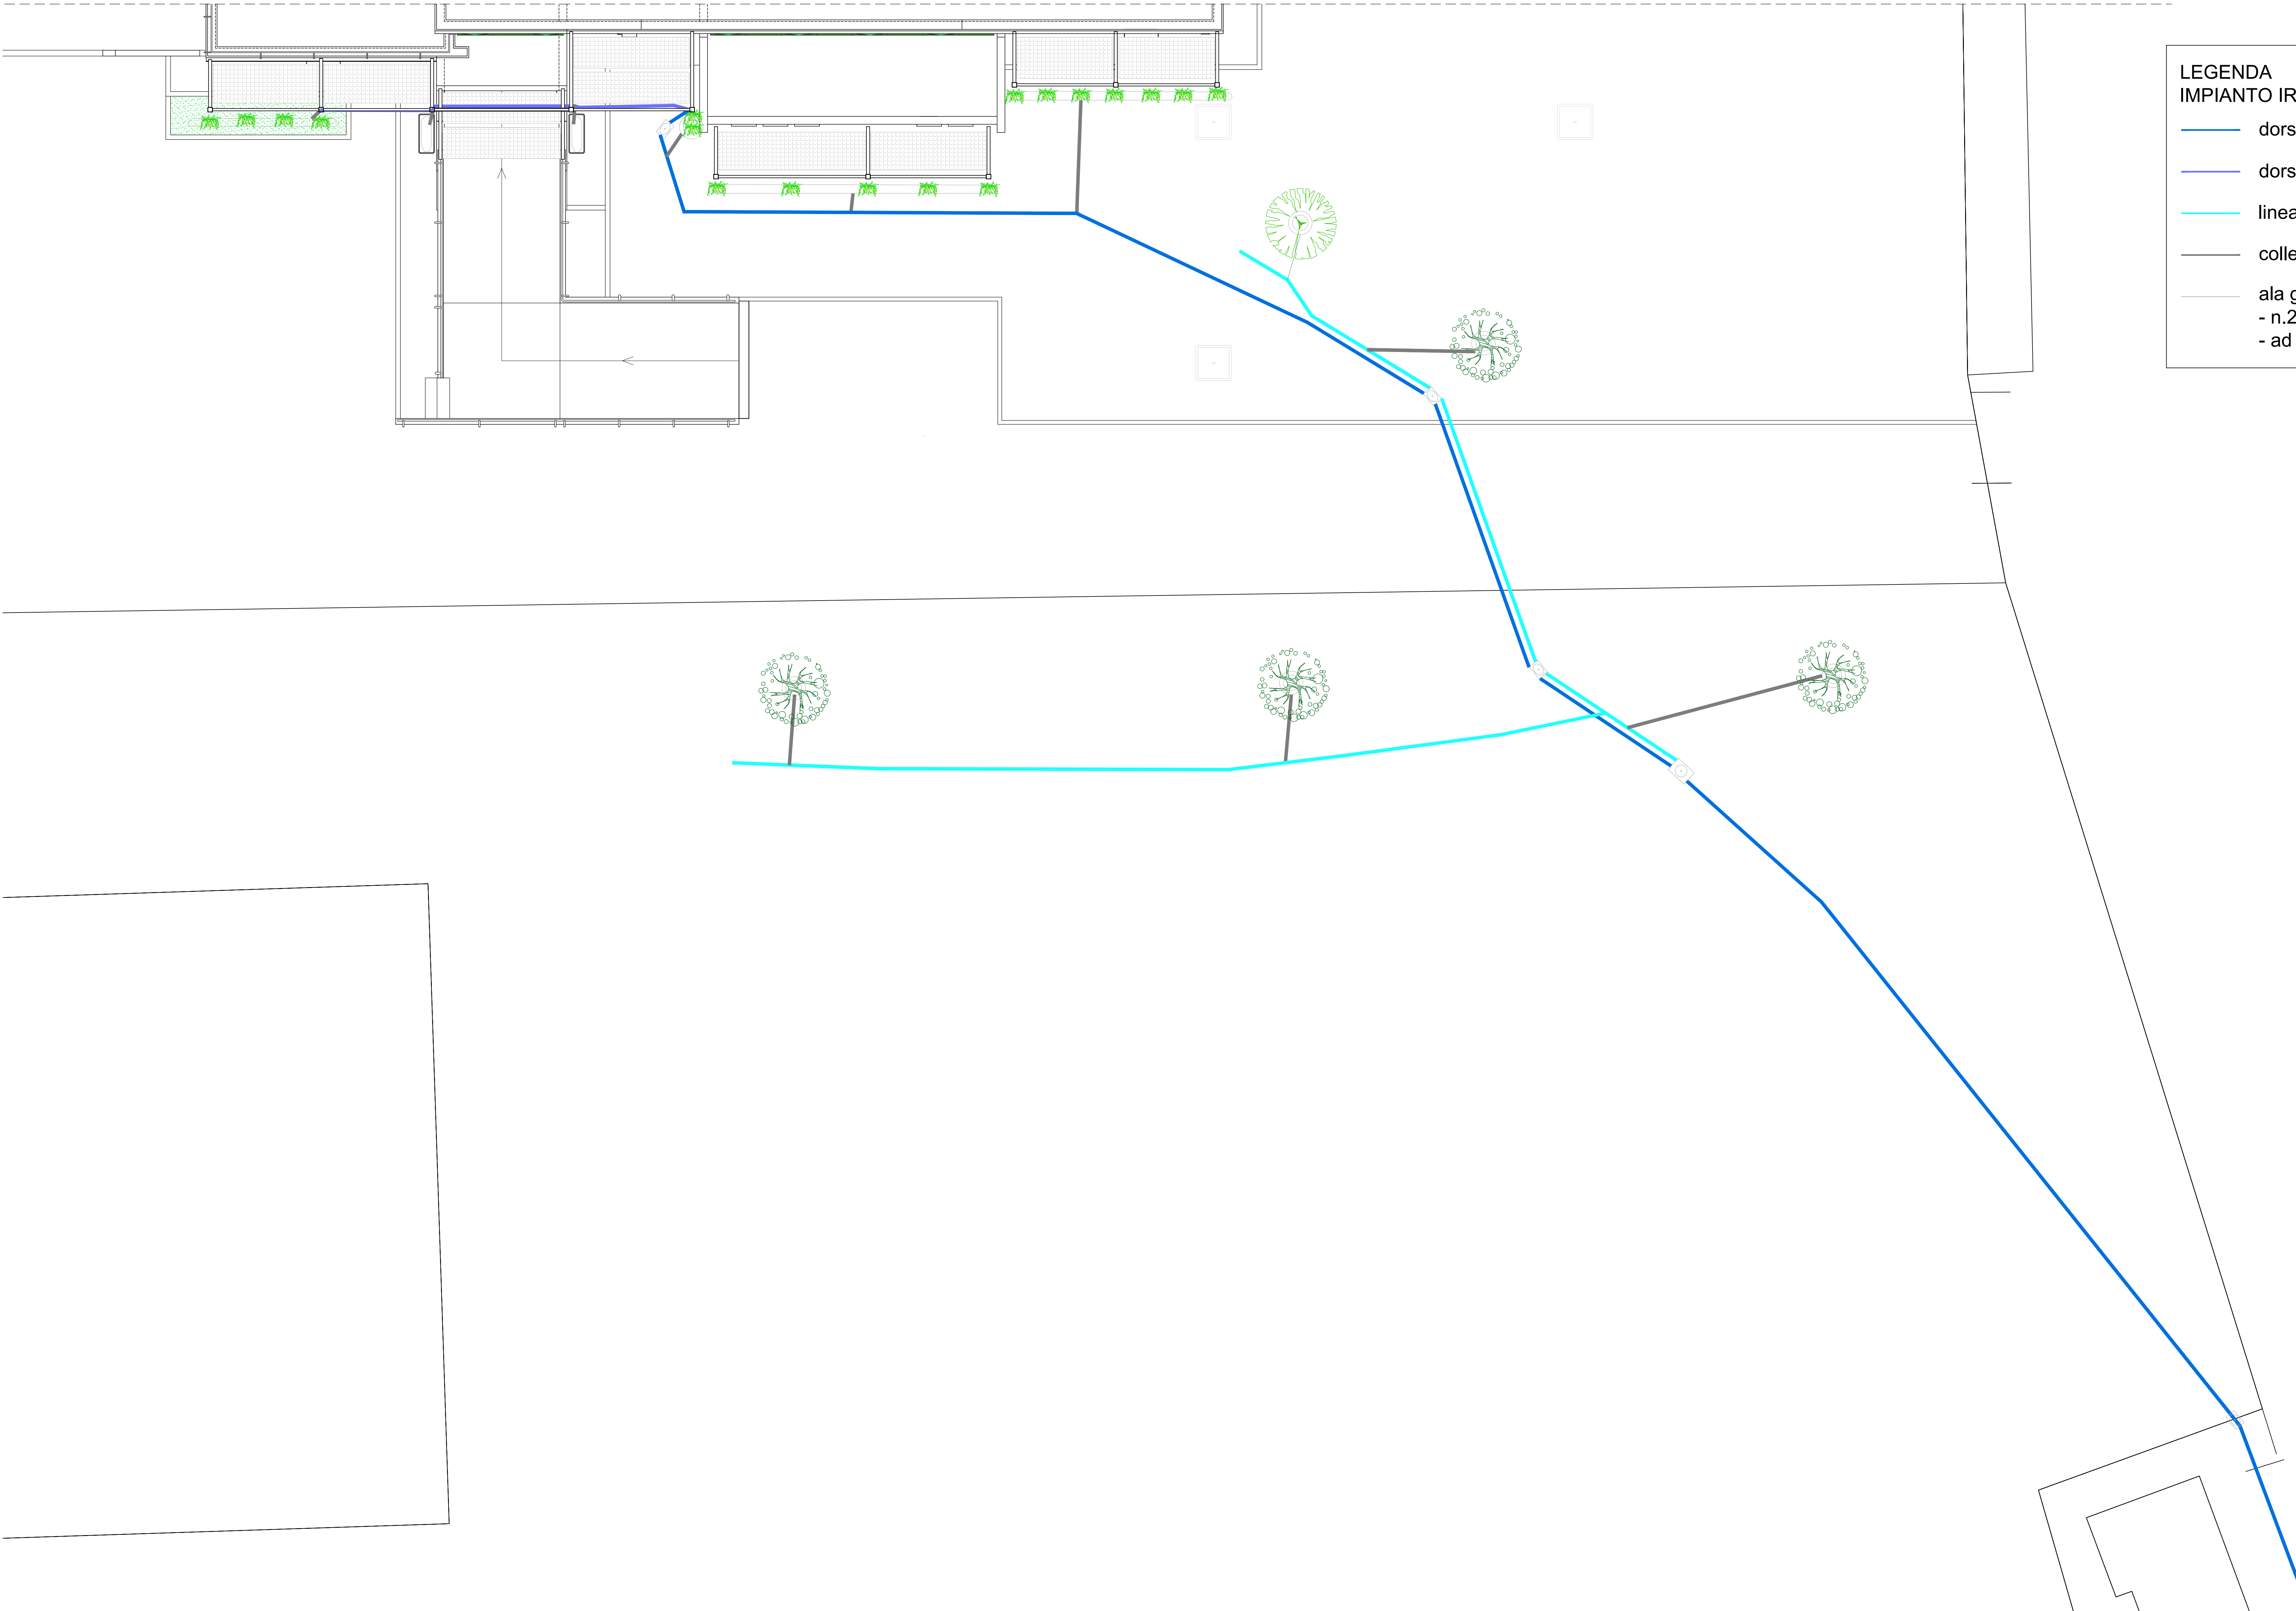 LEGENDA
IMPIANTO IR
dors
dors
linea
colle
ala g
- n.2
- ad